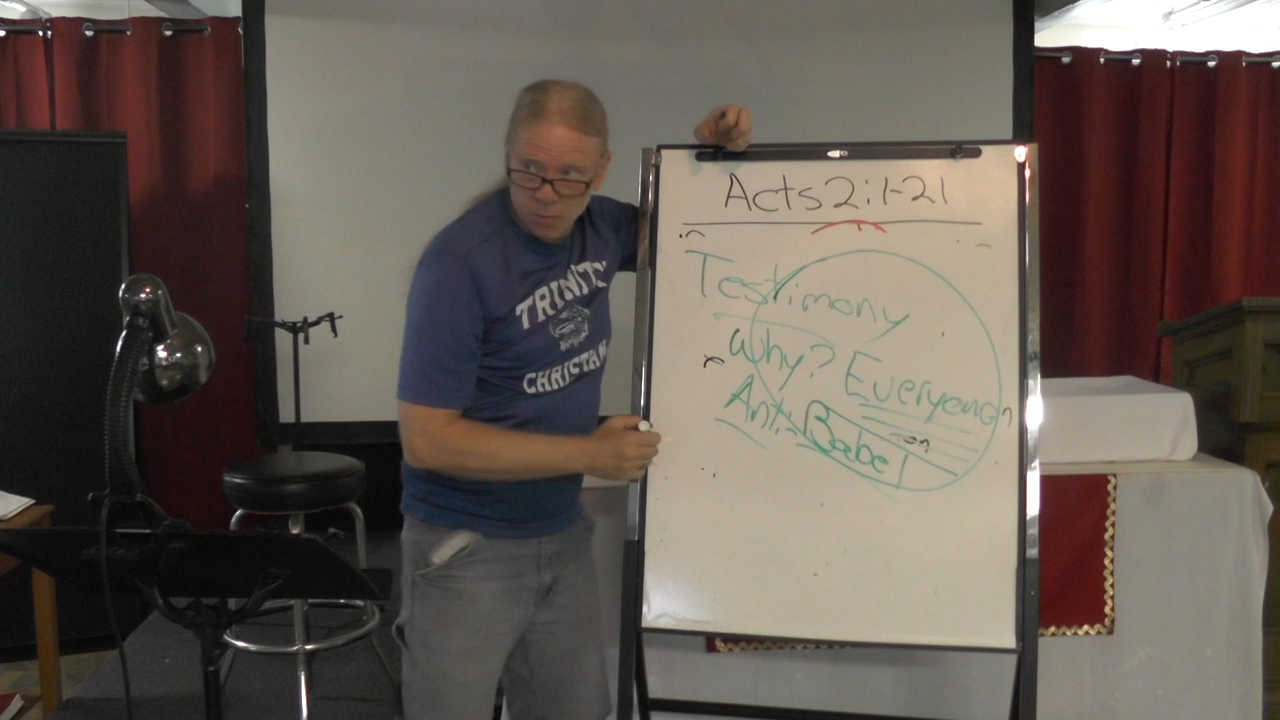 Acts 2:1-21
Testimony
Why? Everyone
Anti-Babel
TRINITY
CHRISTIAN